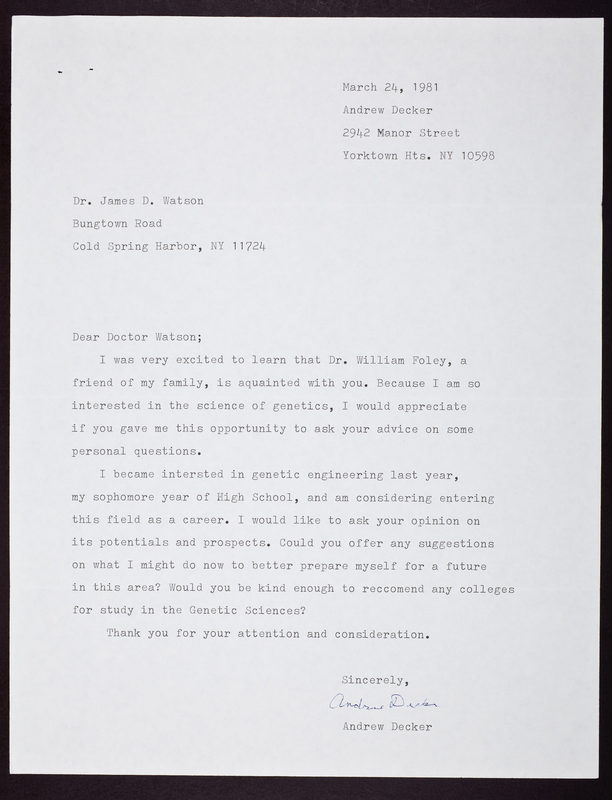 March 24, 1981
Andrew Decker
2942 Manor Street
Yorktown Hts. NY 10598
Dr. James D. Watson
Bungtown Road
Cold Spring Harbor, NY 11724
Dear Doctor Watson;
I was very excited to learn that Dr. William Foley, a
friend of my family, is aquainted with you. Because I am so
interested in the science of genetics, I would appreciate
if you gave me this opportunity to ask your advice on some
personal questions.
I became intersted in genetic engineering last year,
my sophomore year of High School, and am considering entering
this field as a career. I would like to ask your opinion on
its potentials and prospects. Could you offer any suggestions
on what I might do now to better prepare myself for a future
in this area? Would you be kind enough to reccomend any colleges
for study in the Genetic Sciences?
Thank you for your attention and consideration.
Sincerely,
Andrew Decker
Andrew Decker